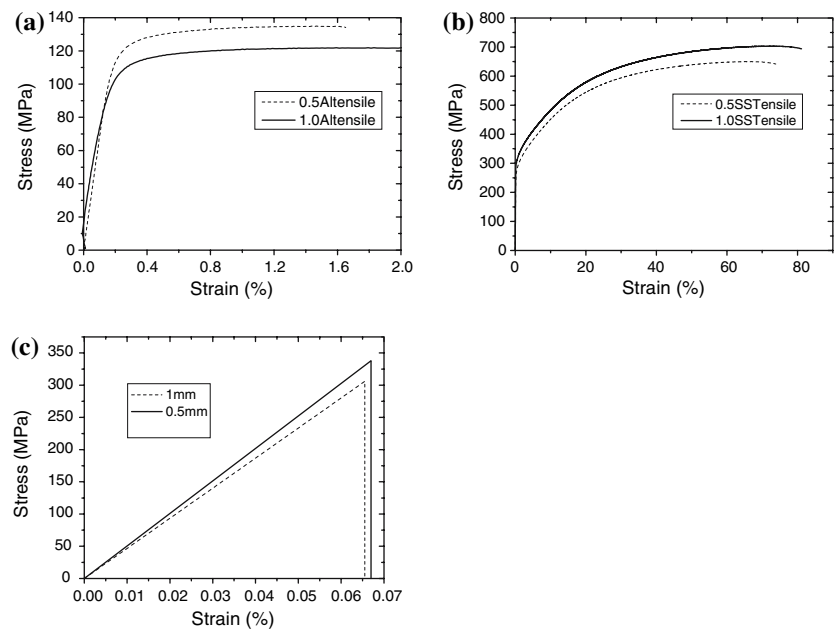 (a)
140
120
100
80
60
40
20
0
0.0 0.4 0.8 1.2 1.6 2.0
Stress (MPa)
Strain (%)
0.5Altensile
1.0Altensile
(b)
800
700
600
500
400
300
200
100
0
0 20 40 60 80
Stress (MPa)
Strain (%)
0.5SSTensile
1.0SSTensile
(c)
350
300
250
200
150
100
50
0
0.00 0.01 0.02 0.03 0.04 0.05 0.06 0.07
Stress (MPa)
Strain (%)
1mm
0.5mm